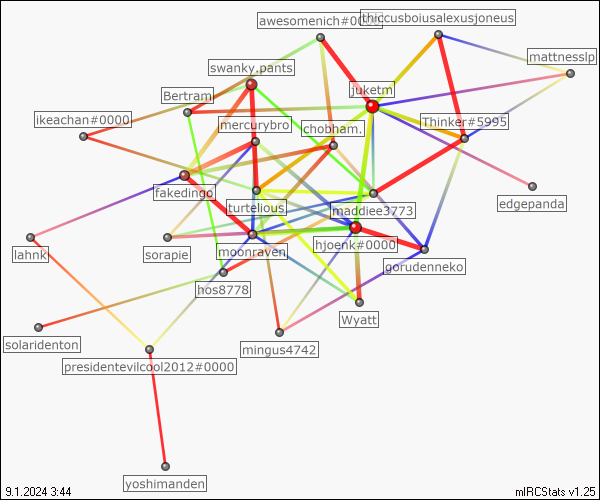 awesomenich#0000
thiccusboiusalexusjoneus
mattnesslp
swanky.pants
juketn
Bertram
ikeachan#0000
mercurybro
chobham.
Thinker#5995
fakedingo
turtelious
maddiee3773
edgepanda
lahnk
sorapie
moonraven
hjoenk#0000
gorudenneko
hos8778
Wyatt
solaridenton
mingus4742
presidentevilcool2012#0000
yoshimanden
9.1.2024 3:44
mIRCStats v1.25